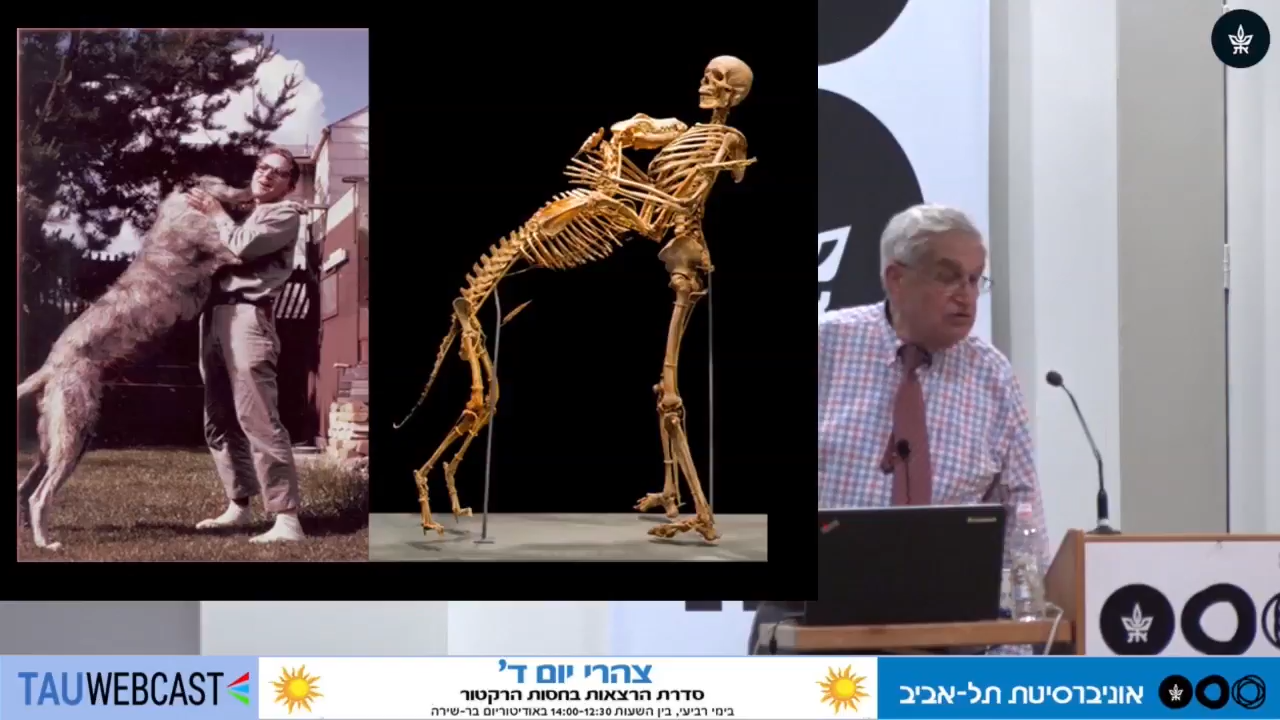 TAUWEBCAST
צהרי יום ד'
סדרת הרצאות בחסות הרקטור
בימי רביעי, בין השעות 14:00-12:30 באודיטוריום בר-שירה
אוניברסיטת תל-אביב